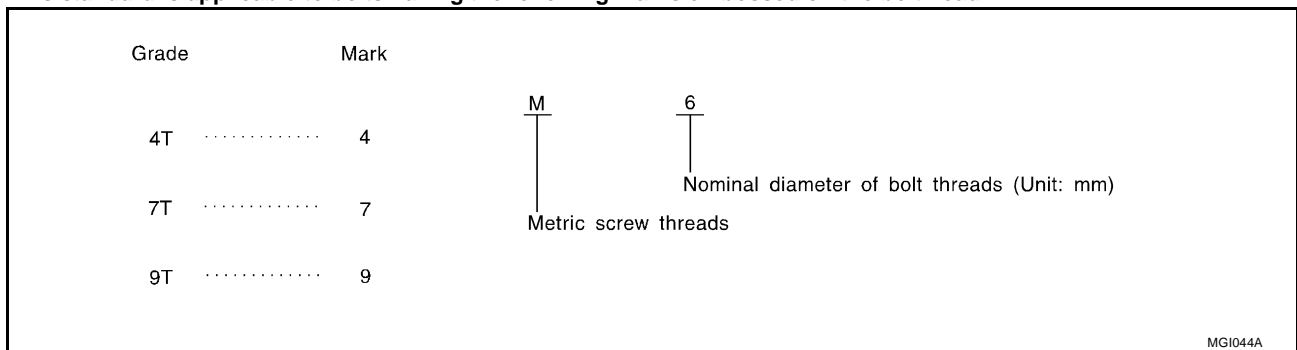 Grade Mark
M 6
4T ............. 4
Nominal diameter of bolt threads (Unit: mm)
7T ............. 7
Metric screw threads
9T ............. 9
MGI044A